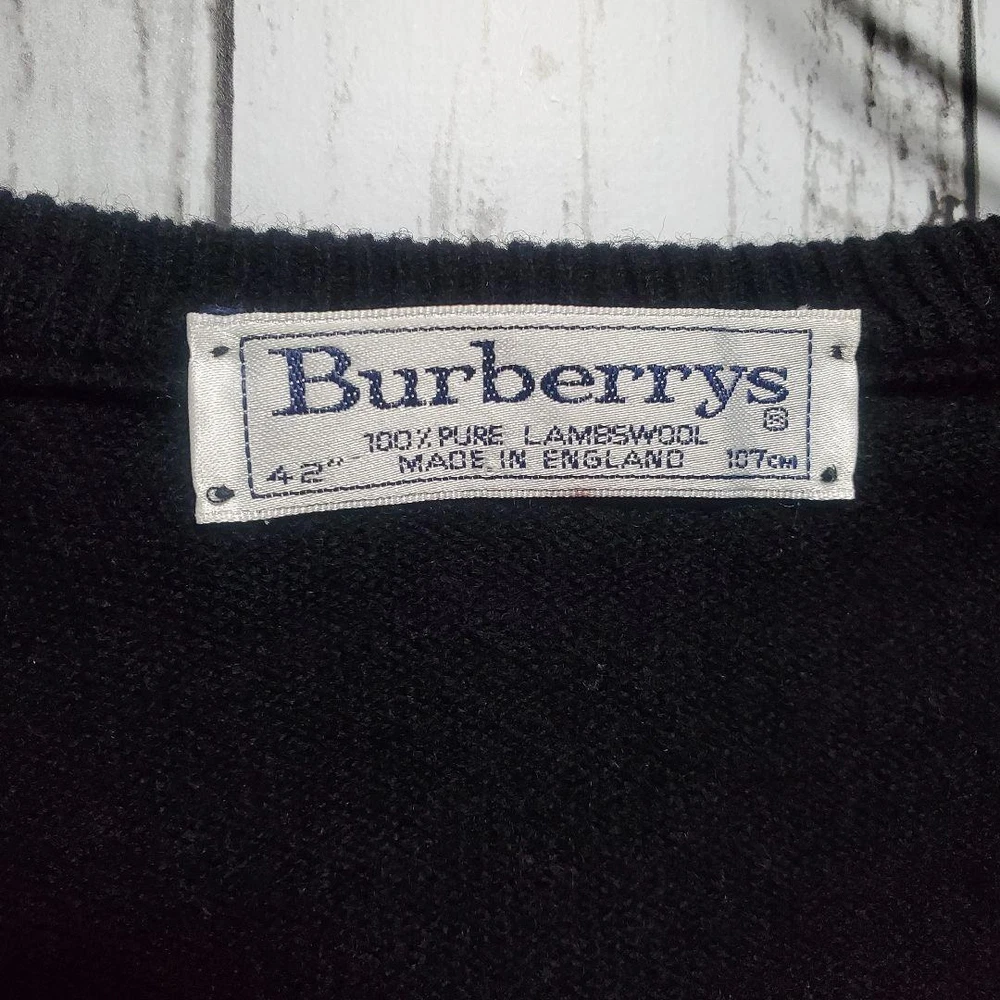 Burberrys®
100% PURE LAMBSWOOL
42" MADE IN ENGLAND 107CM